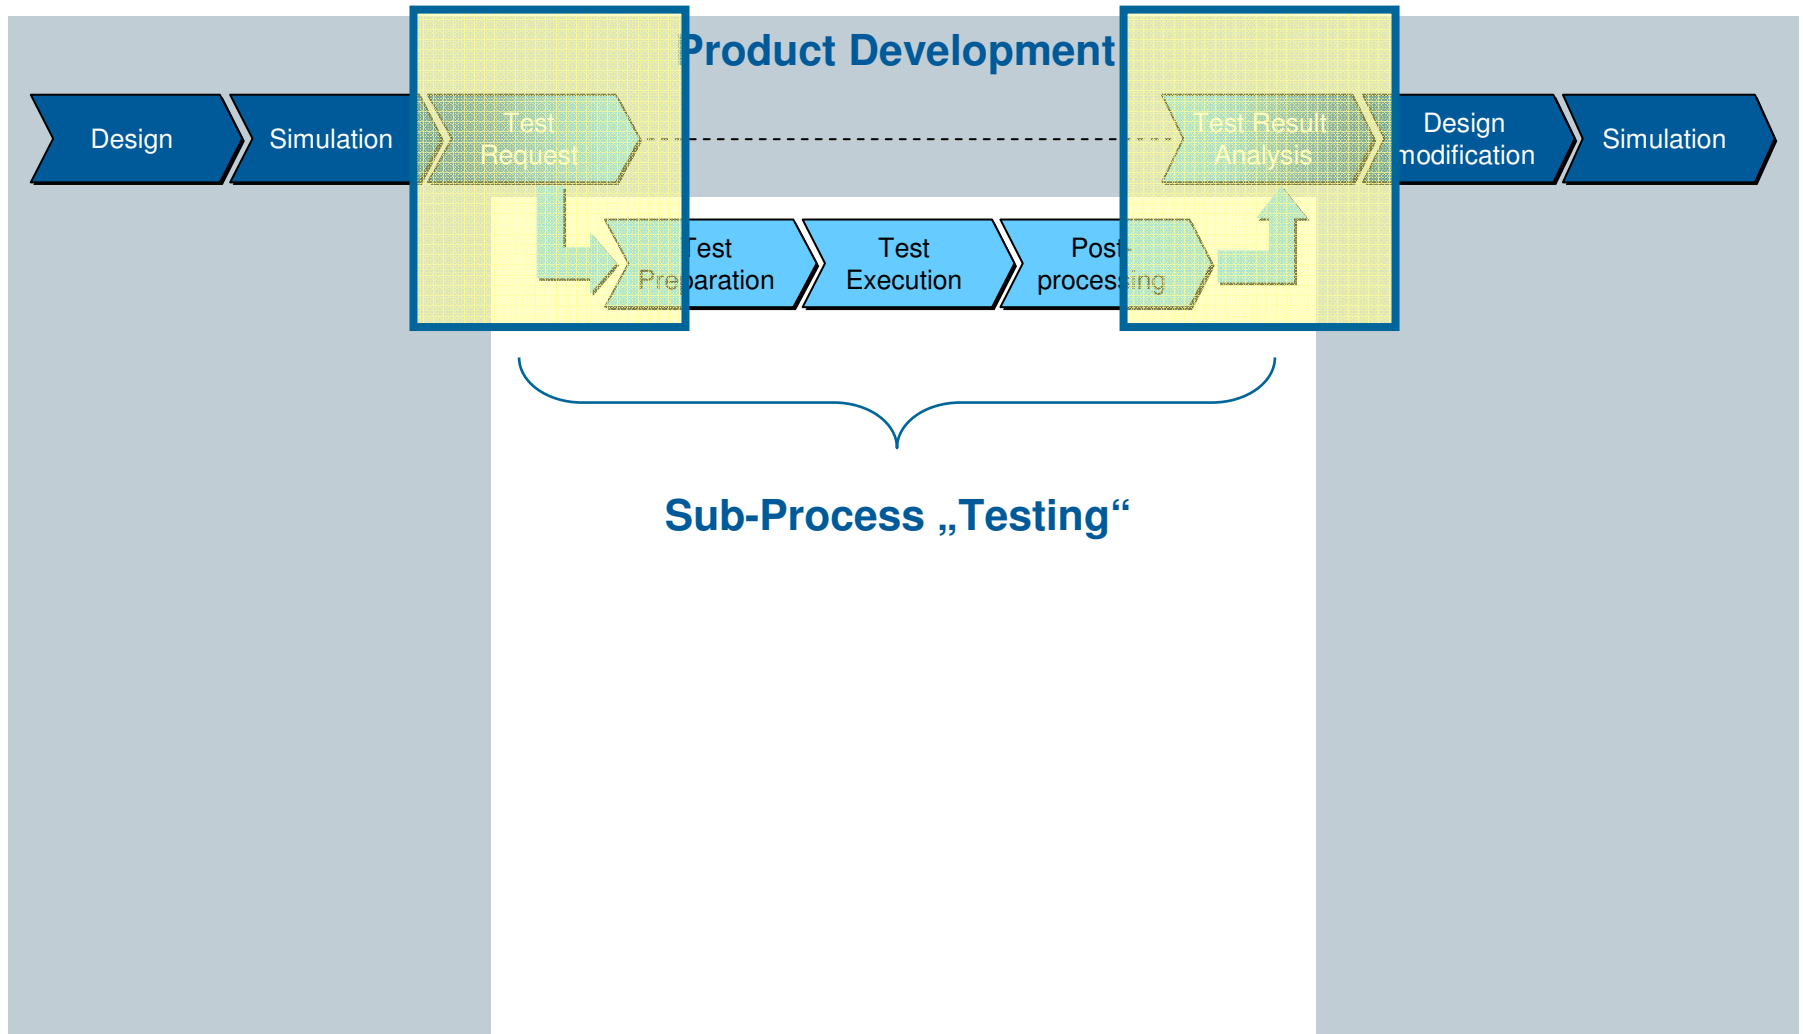 Product Development
Design
Simulation
Test
Request
Test Result
Analysis
Design
modification
Simulation
Test
Preparation
Test
Execution
Post-
processing
Sub-Process „Testing“